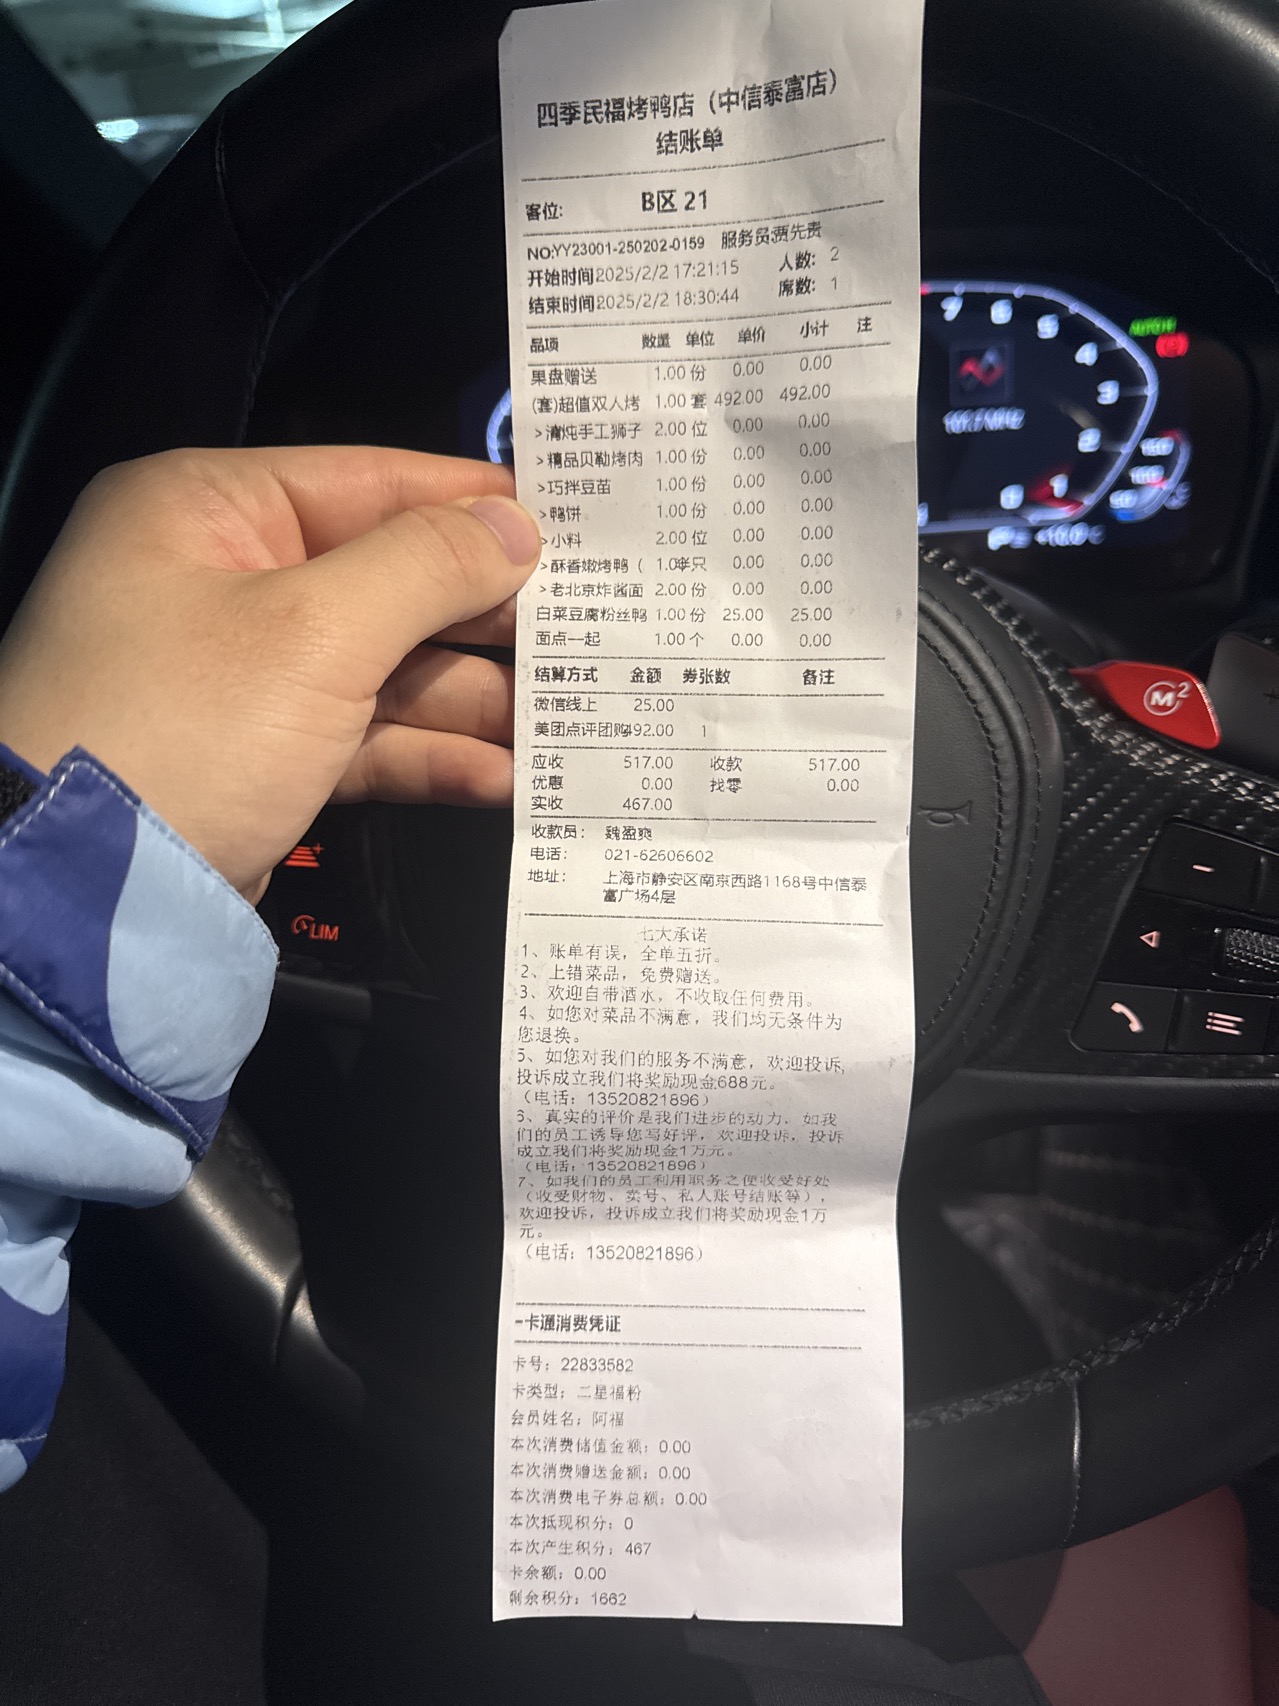 四季民福烤鸭店（中信泰富店）
结账单
客位: B区 21
NO:YY23001-250202-0159 服务员:贾先贵
开始时间:2025/2/2 17:21:15 人数: 2
结束时间:2025/2/2 18:30:44 席数: 1
品项 数量 单位 单价 小计 注
果盘赠送 1.00 份 0.00 0.00
(套)超值双人烤 1.00 套 492.00 492.00
>清炖手工狮子 2.00 位 0.00 0.00
>精品贝勒烤肉 1.00 份 0.00 0.00
>巧拌豆苗 1.00 份 0.00 0.00
>鸭饼 1.00 份 0.00 0.00
>小料 2.00 位 0.00 0.00
>酥香嫩烤鸭（ 1.0半只 0.00 0.00
>老北京炸酱面 2.00 份 0.00 0.00
白菜豆腐粉丝鸭 1.00 份 25.00 25.00
面点一起 1.00 个 0.00 0.00
结算方式 金额 券张数 备注
微信线上 25.00
美团点评团购492.00 1
应收 517.00 收款 517.00
优惠 0.00 找零 0.00
实收 467.00
收款员: 魏盈爽
电话: 021-62606602
地址: 上海市静安区南京西路1168号中信泰
富广场4层
七大承诺
1、账单有误，全单五折。
2、上错菜品，免费赠送。
3、欢迎自带酒水，不收取任何费用。
4、如您对菜品不满意，我们均无条件为
您退换。
5、如您对我们的服务不满意，欢迎投诉,
投诉成立我们将奖励现金688元。
（电话：13520821896）
6、真实的评价是我们进步的动力，如我
们的员工诱导您写好评，欢迎投诉，投诉
成立我们将奖励现金1万元。
（电话：13520821896）
7、如我们的员工利用职务之便收受好处
（收受财物、卖号、私人账号结账等），
欢迎投诉，投诉成立我们将奖励现金1万
元。
（电话：13520821896）
一卡通消费凭证
卡号：22833582
卡类型：二星福粉
会员姓名：阿福
本次消费储值金额：0.00
本次消费赠送金额：0.00
本次消费电子券总额：0.00
本次抵现积分：0
本次产生积分：467
卡余额：0.00
剩余积分：1662
7 6 5 4 3 2 1 0
AUTO H
M2
LIM